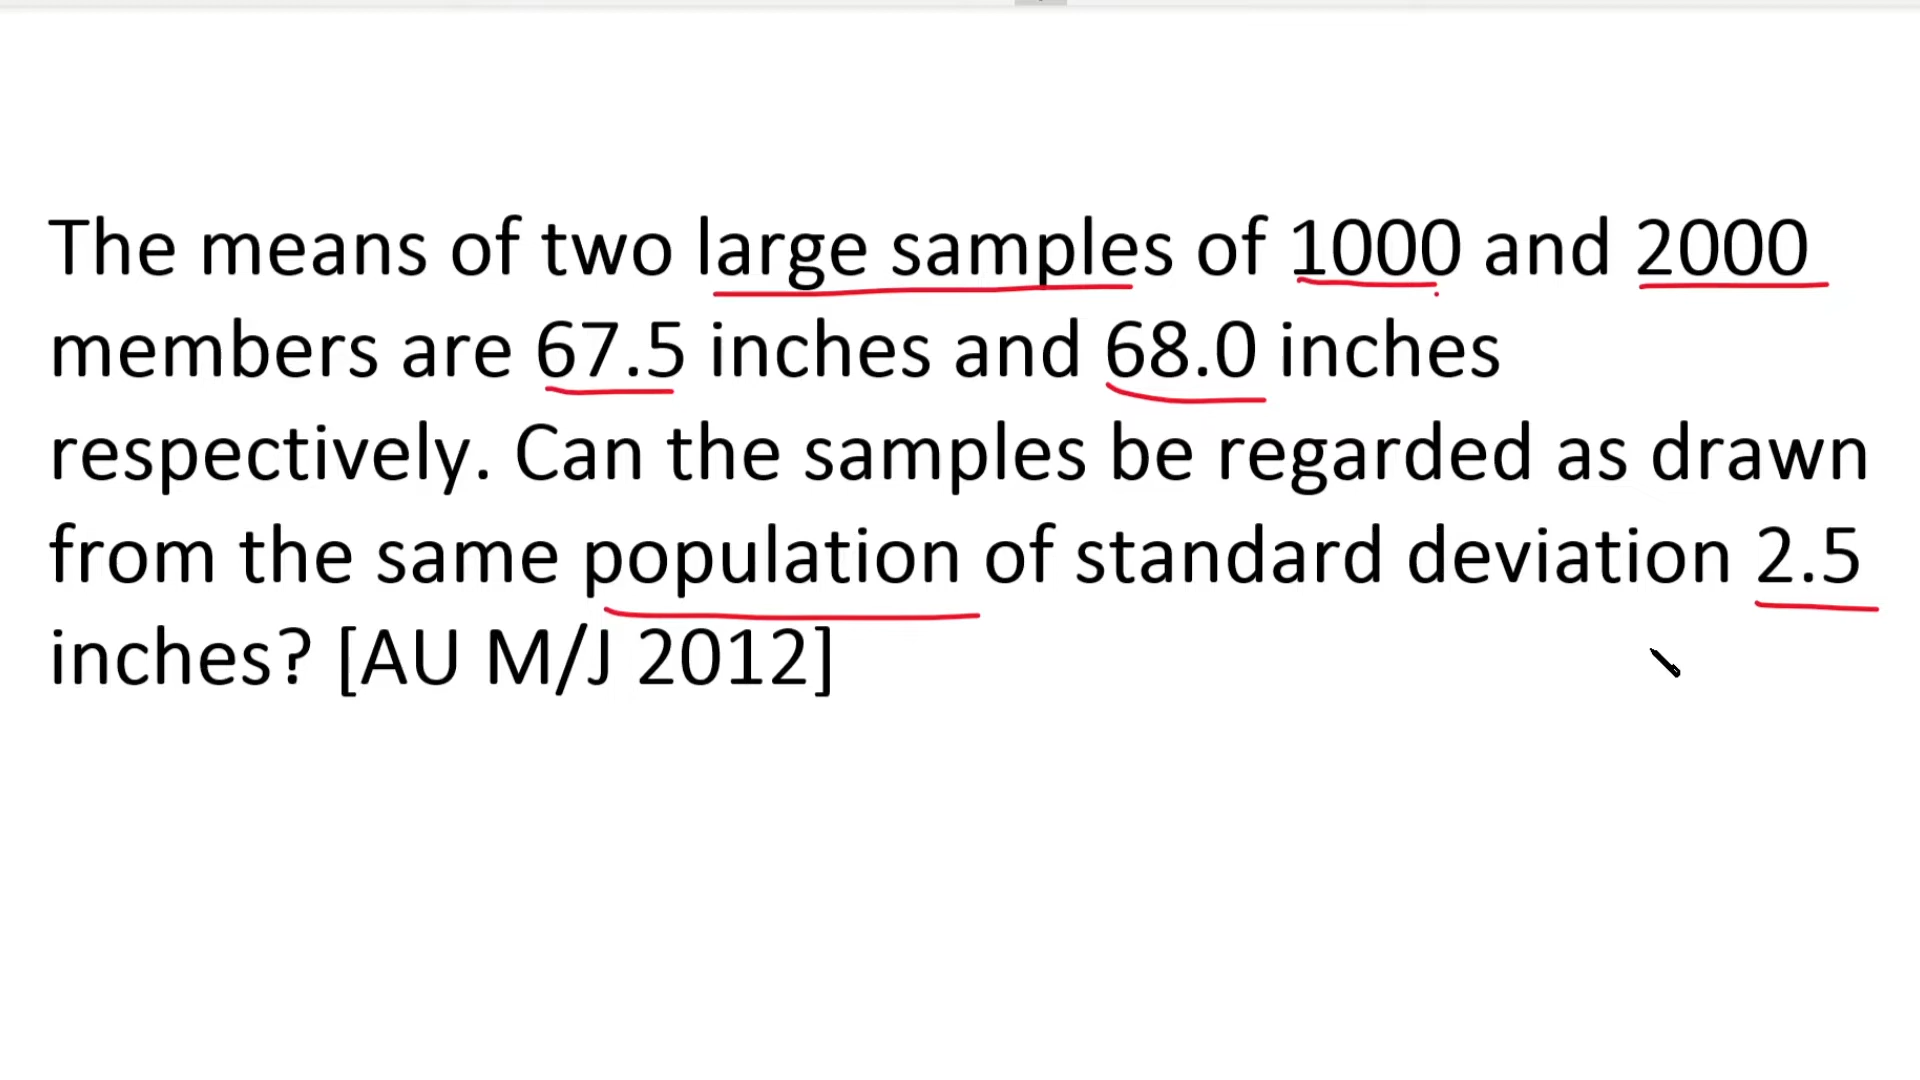 The means of two large samples of 1000 and 2000
members are 67.5 inches and 68.0 inches
respectively. Can the samples be regarded as drawn
from the same population of standard deviation 2.5
inches? [AU M/J 2012]